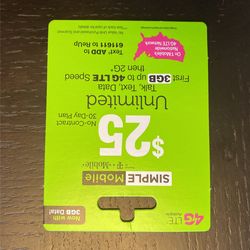 4G LTE
Now with
3GB Data!
SIMPLE
Mobile
T-Mobile
$25
No-Contract
30-Day Plan
Unlimited
Talk, Text, Data
First 3GB up to 4G LTE Speed
then 2G*
On T-Mobile's
Nationwide
4G LTE Network
Text ADD to
611611 to ReUp